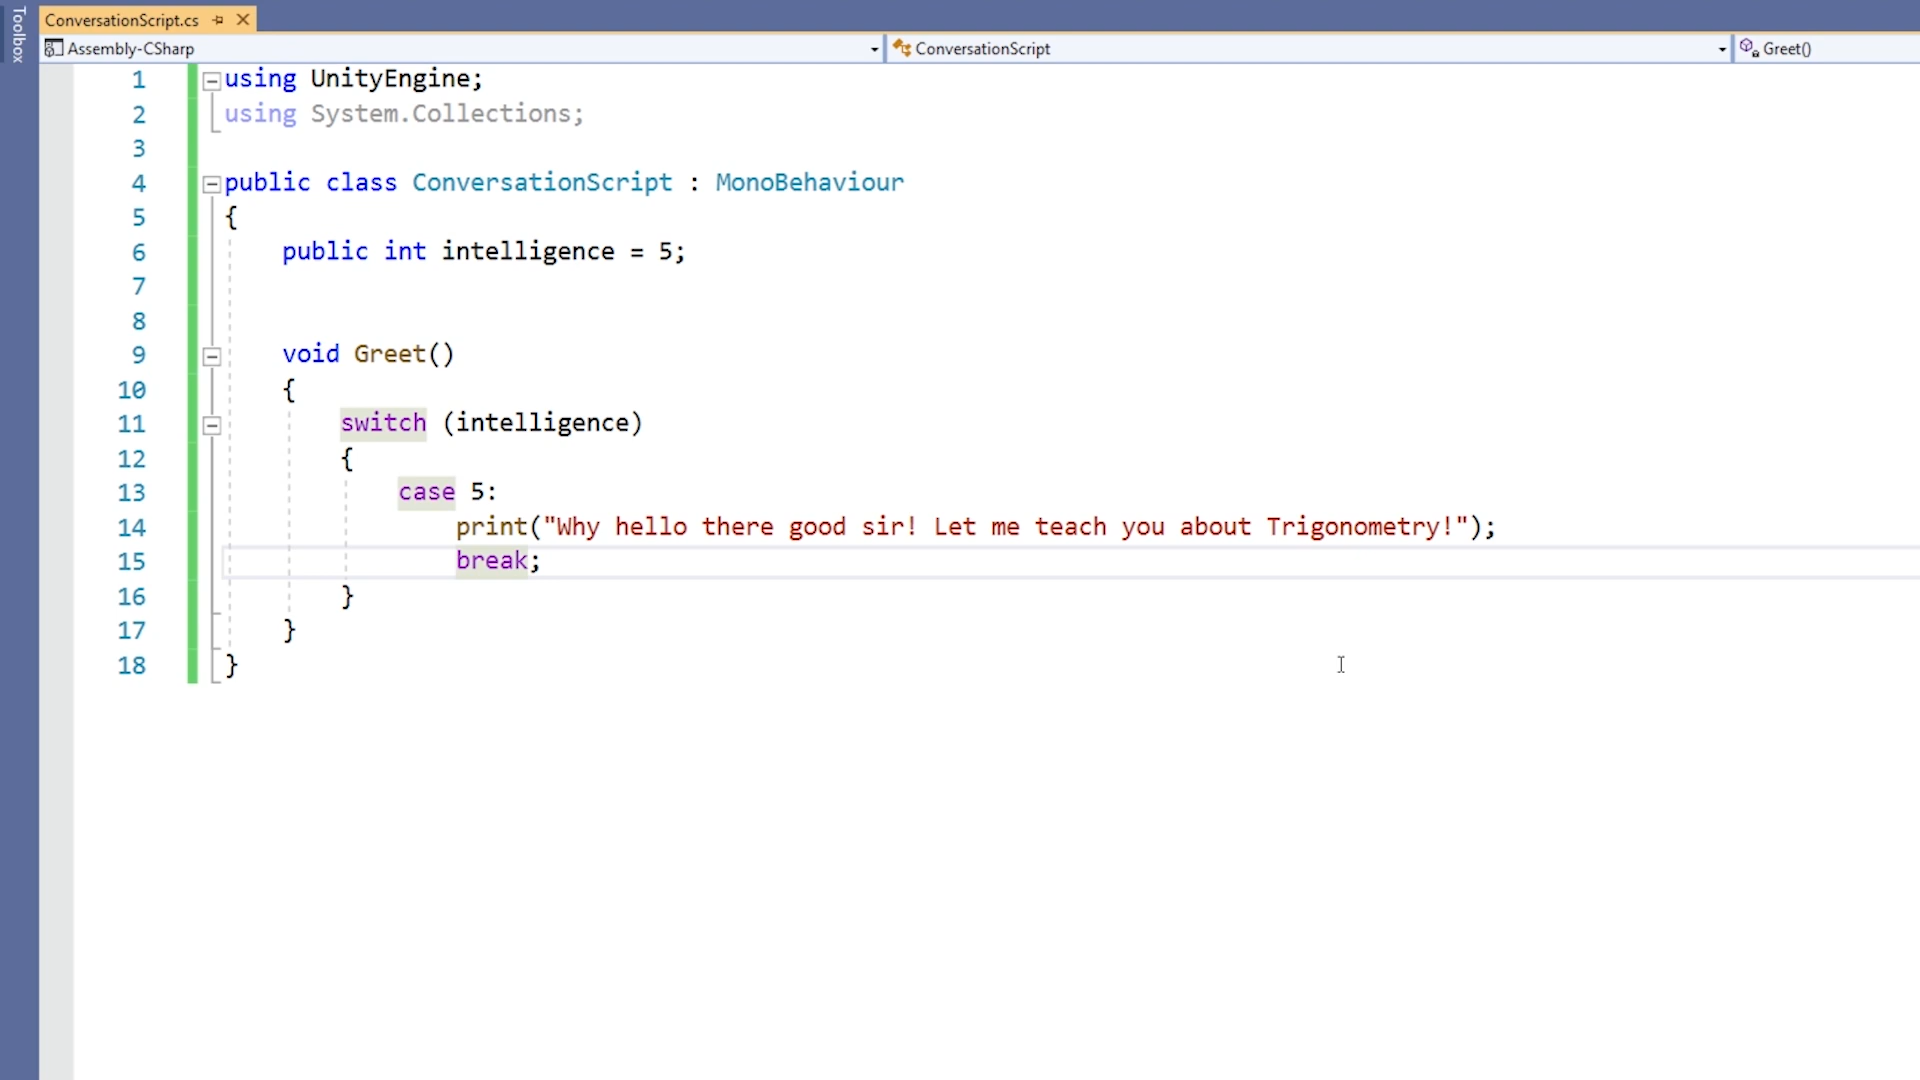 Toolbox
ConversationScript.cs
Assembly-CSharp
ConversationScript
Greet()
1 using UnityEngine;
2 using System.Collections;
3
4 public class ConversationScript : MonoBehaviour
5 {
6 public int intelligence = 5;
7
8
9 void Greet()
10 {
11 switch (intelligence)
12 {
13 case 5:
14 print("Why hello there good sir! Let me teach you about Trigonometry!");
15 break;
16 }
17 }
18 }